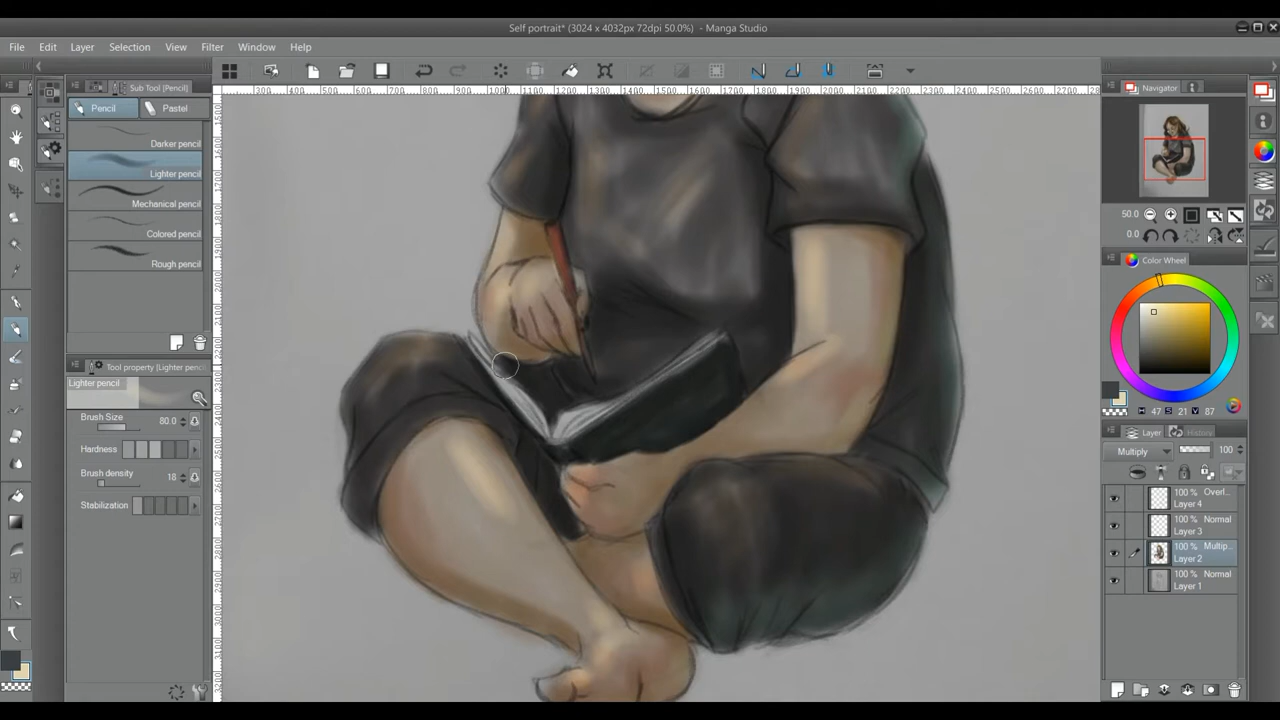 Self portrait* (3024 x 4032px 72dpi 50.0%) - Manga Studio
File Edit Layer Selection View Filter Window Help
Sub Tool [Pencil]
Pencil Pastel
Darker pencil
Lighter pencil
Mechanical pencil
Colored pencil
Rough pencil
Tool property [Lighter pencil]
Lighter pencil
Brush Size 80.0
Hardness
Brush density 18
Stabilization
Navigator
50.0
0.0
Color Wheel
H 47 S 21 V 87
Layer History
Multiply 100
100 % Overl..
Layer 4
100 % Normal
Layer 3
100 % Multip..
Layer 2
100 % Normal
Layer 1